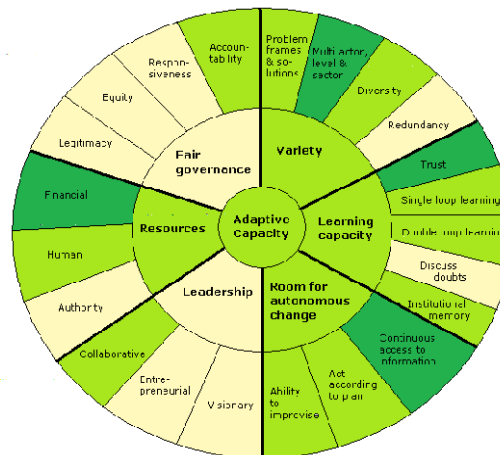 Problem
frames
& so-
lutions
Multi actor,
level &
sector
Diversity
Redundancy
Trust
Single loop learning
Double loop learning
Discuss
doubts
Institutional
memory
Continuous
access to
information
Act
according
to plan
Ability
to
improvise
Visionary
Entre-
preneurial
Collaborative
Authority
Human
Financial
Legitimacy
Equity
Respon-
siveness
Accoun-
tability
Fair
governance
Variety
Resources
Adaptive
Capacity
Learning
capacity
Leadership
Room for
autonomous
change